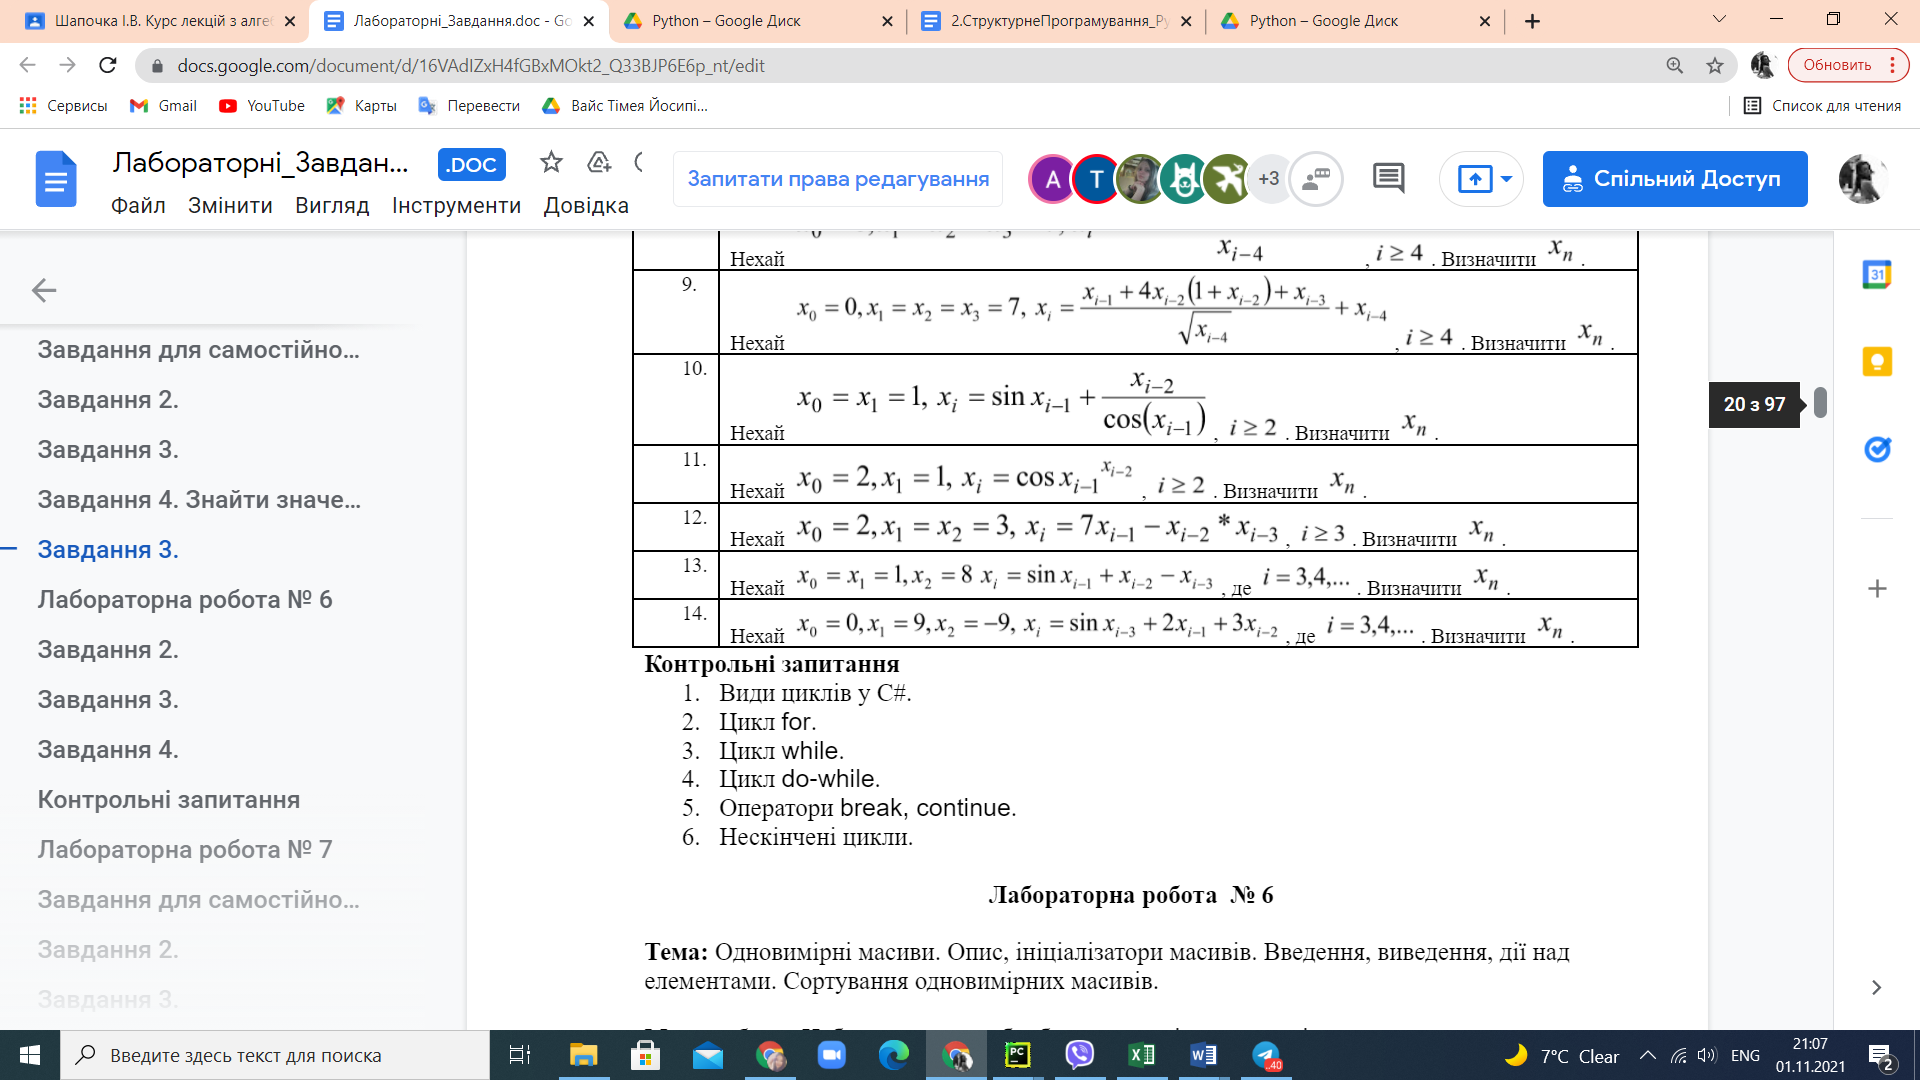 Шапочка І.В. Курс лекцій з алге
Лабораторні_Завдання.doc - Go
Python – Google Диск
2.СтруктурнеПрограмування_Py
Python – Google Диск
docs.google.com/document/d/16VAdIZxH4fGBxMOkt2_Q33BJP6E6p_nt/edit
Обновить
Сервисы
Gmail
YouTube
Карты
Перевести
Вайс Тімея Йосипі...
Список для чтения
Лабораторні_Завдан...
.DOC
Запитати права редагування
A
T
+3
Спільний Доступ
Файл Змінити Вигляд Інструменти Довідка
Завдання для самостійно...
Завдання 2.
Завдання 3.
Завдання 4. Знайти значе...
Завдання 3.
Лабораторна робота № 6
Завдання 2.
Завдання 3.
Завдання 4.
Контрольні запитання
Лабораторна робота № 7
Завдання для самостійно...
Завдання 2.
Завдання 3.
Нехай x_{i-4} , i ≥ 4 . Визначити x_n .
9. Нехай x_0 = 0, x_1 = x_2 = x_3 = 7, x_i = (x_{i-1} + 4x_{i-2}(1 + x_{i-2}) + x_{i-3}) / √x_{i-4} + x_{i-4} , i ≥ 4 . Визначити x_n .
10. Нехай x_0 = x_1 = 1, x_i = sin x_{i-1} + x_{i-2} / cos(x_{i-1}) , i ≥ 2 . Визначити x_n .
11. Нехай x_0 = 2, x_1 = 1, x_i = cos x_{i-1}^{x_{i-2}} , i ≥ 2 . Визначити x_n .
12. Нехай x_0 = 2, x_1 = x_2 = 3, x_i = 7x_{i-1} − x_{i-2} * x_{i-3} , i ≥ 3 . Визначити x_n .
13. Нехай x_0 = x_1 = 1, x_2 = 8 x_i = sin x_{i-1} + x_{i-2} − x_{i-3} , де i = 3,4,... . Визначити x_n .
14. Нехай x_0 = 0, x_1 = 9, x_2 = −9, x_i = sin x_{i-3} + 2x_{i-1} + 3x_{i-2} , де i = 3,4,... . Визначити x_n .
Контрольні запитання
1. Види циклів у C#.
2. Цикл for.
3. Цикл while.
4. Цикл do-while.
5. Оператори break, continue.
6. Нескінчені цикли.
Лабораторна робота № 6
Тема: Одновимірні масиви. Опис, ініціалізатори масивів. Введення, виведення, дії над
елементами. Сортування одновимірних масивів.
20 з 97
31
Введите здесь текст для поиска
PC
40
7°C Clear
ENG
21:07
01.11.2021
2